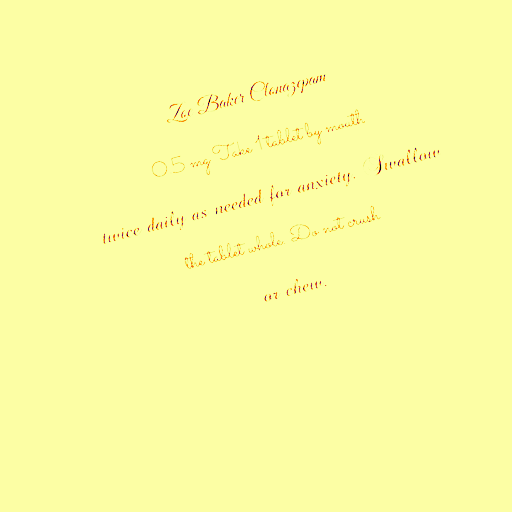 Zoe Baker Clonazepam
0.5 mg Take 1 tablet by mouth
twice daily as needed for anxiety. Swallow
the tablet whole. Do not crush
or chew.